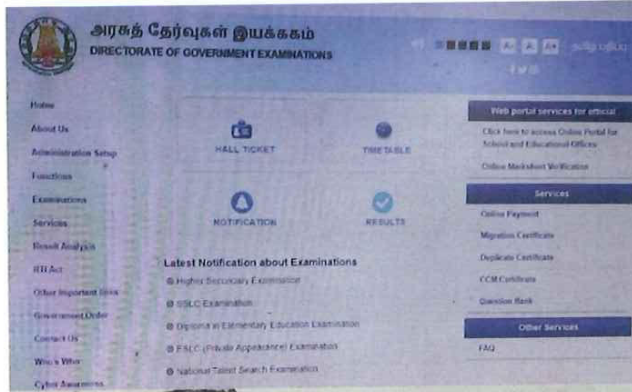 அரசுத் தேர்வுகள் இயக்ககம்
DIRECTORATE OF GOVERNMENT EXAMINATIONS
A- A A+
Home
About Us
Administration Setup
Functions
Examinations
Services
Result Analysis
RTI Act
Other Important links
Government Order
Contact Us
Who's Who
Cyber Awareness
HALL TICKET
TIME TABLE
NOTIFICATION
RESULTS
Latest Notification about Examinations
Higher Secondary Examination
SSLC Examination
Diploma in Elementary Education Examination
ESLC (Private Appearance) Examination
National Talent Search Examination
Web portal services for official
Click here to access Online Portal for
School and Educational Offices
Online Marksheet Verification
Services
Online Payment
Migration Certificate
Duplicate Certificate
CCM Certificate
Question Bank
Other Services
FAQ